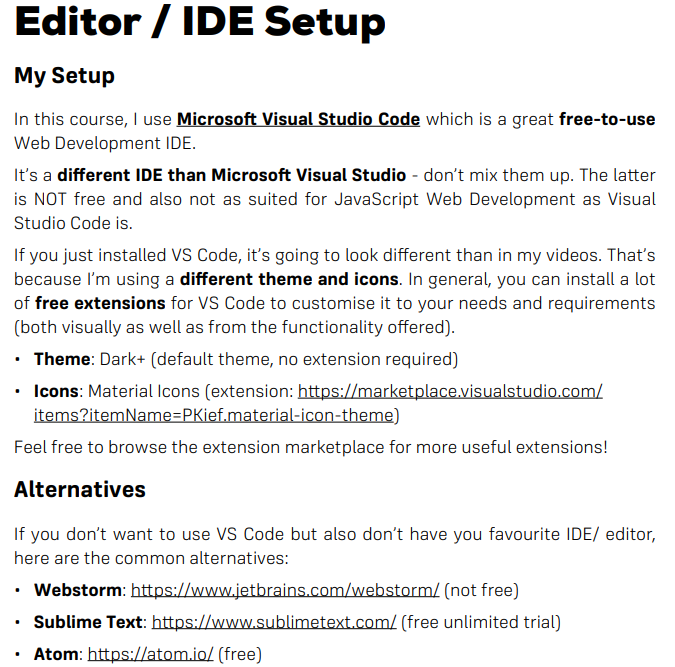 Editor / IDE Setup
My Setup
In this course, I use Microsoft Visual Studio Code which is a great free-to-use
Web Development IDE.
It’s a different IDE than Microsoft Visual Studio - don’t mix them up. The latter
is NOT free and also not as suited for JavaScript Web Development as Visual
Studio Code is.
If you just installed VS Code, it’s going to look different than in my videos. That’s
because I’m using a different theme and icons. In general, you can install a lot
of free extensions for VS Code to customise it to your needs and requirements
(both visually as well as from the functionality offered).
• Theme: Dark+ (default theme, no extension required)
• Icons: Material Icons (extension: https://marketplace.visualstudio.com/
items?itemName=PKief.material-icon-theme)
Feel free to browse the extension marketplace for more useful extensions!
Alternatives
If you don’t want to use VS Code but also don’t have you favourite IDE/ editor,
here are the common alternatives:
• Webstorm: https://www.jetbrains.com/webstorm/ (not free)
• Sublime Text: https://www.sublimetext.com/ (free unlimited trial)
• Atom: https://atom.io/ (free)